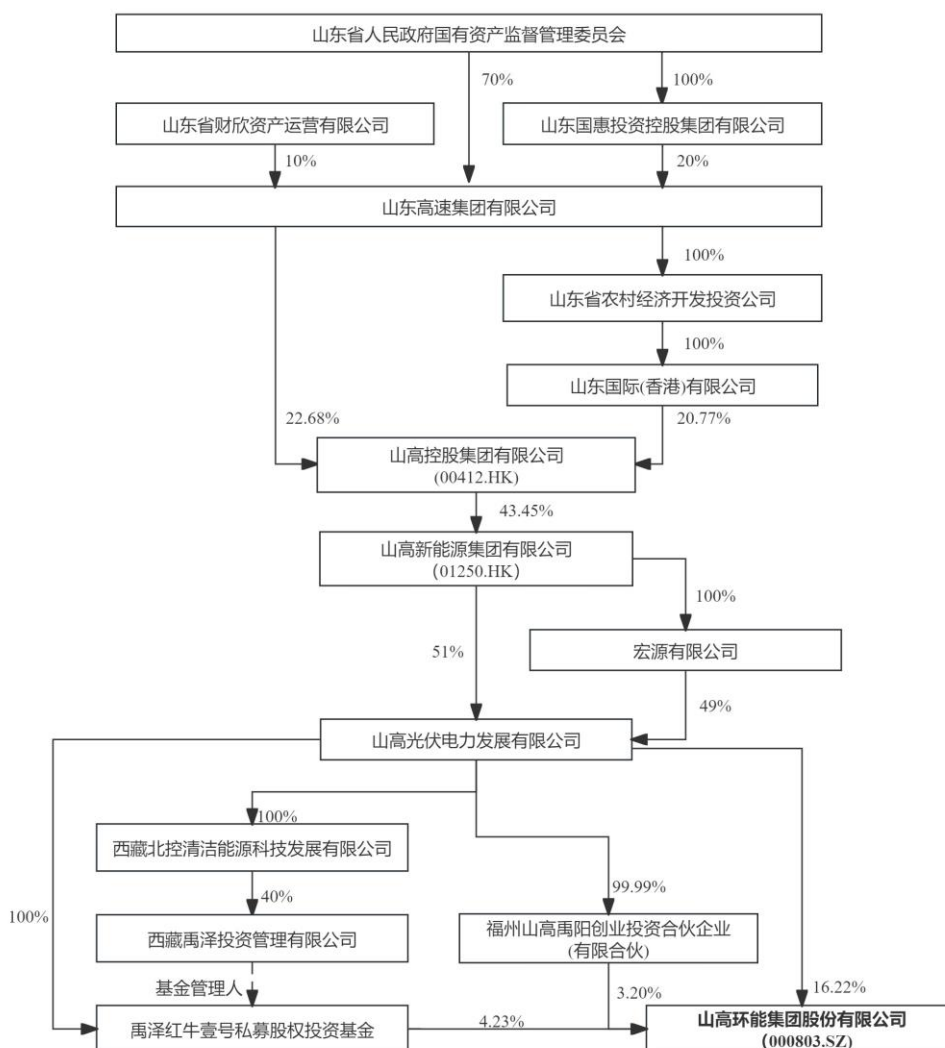 山东省人民政府国有资产监督管理委员会
70%
100%
山东省财欣资产运营有限公司
山东国惠投资控股集团有限公司
10%
20%
山东高速集团有限公司
100%
山东省农村经济开发投资公司
100%
山东国际(香港)有限公司
22.68%
20.77%
山高控股集团有限公司
(00412.HK)
43.45%
山高新能源集团有限公司
(01250.HK)
100%
51%
宏源有限公司
49%
山高光伏电力发展有限公司
100%
西藏北控清洁能源科技发展有限公司
99.99%
40%
100%
西藏禹泽投资管理有限公司
福州山高禹阳创业投资合伙企业
(有限合伙)
基金管理人
3.20%
16.22%
禹泽红牛壹号私募股权投资基金
4.23%
山高环能集团股份有限公司
(000803.SZ)